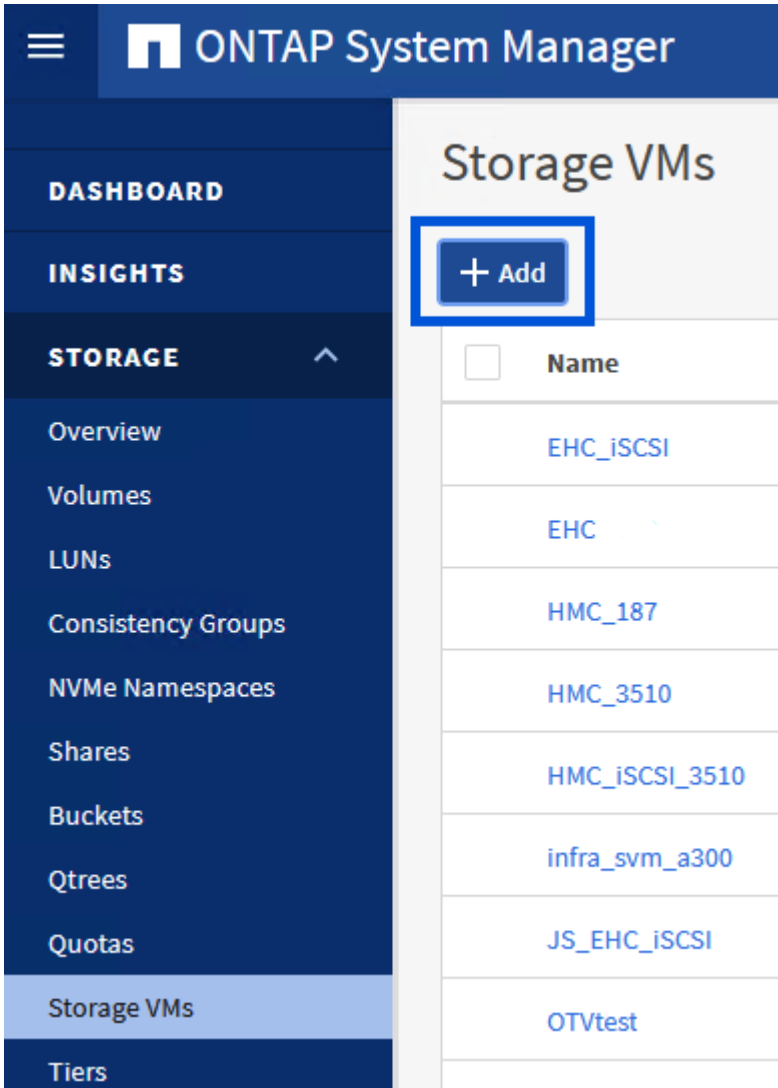 ONTAP System Manager
DASHBOARD
INSIGHTS
STORAGE
Overview
Volumes
LUNs
Consistency Groups
NVMe Namespaces
Shares
Buckets
Qtrees
Quotas
Storage VMs
Tiers
Storage VMs
+ Add
Name
EHC_iSCSI
EHC
HMC_187
HMC_3510
HMC_iSCSI_3510
infra_svm_a300
JS_EHC_iSCSI
OTVtest